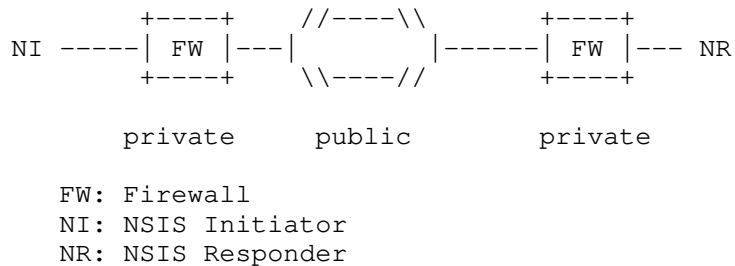 +----+ //----\\ +----+
NI -----| FW |---| |------| FW |--- NR
+----+ \\----// +----+
private public private
FW: Firewall
NI: NSIS Initiator
NR: NSIS Responder